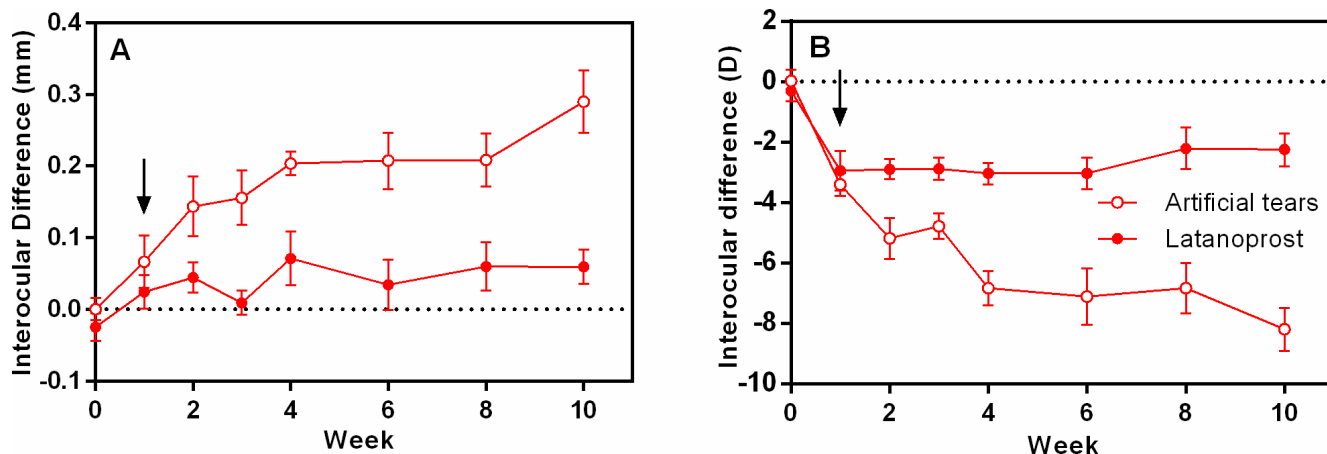 A
Interocular Difference (mm)
0.4
0.3
0.2
0.1
0.0
-0.1
0 2 4 6 8 10
Week
B
Interocular difference (D)
2
0
-2
-4
-6
-8
-10
Artificial tears
Latanoprost
0 2 4 6 8 10
Week